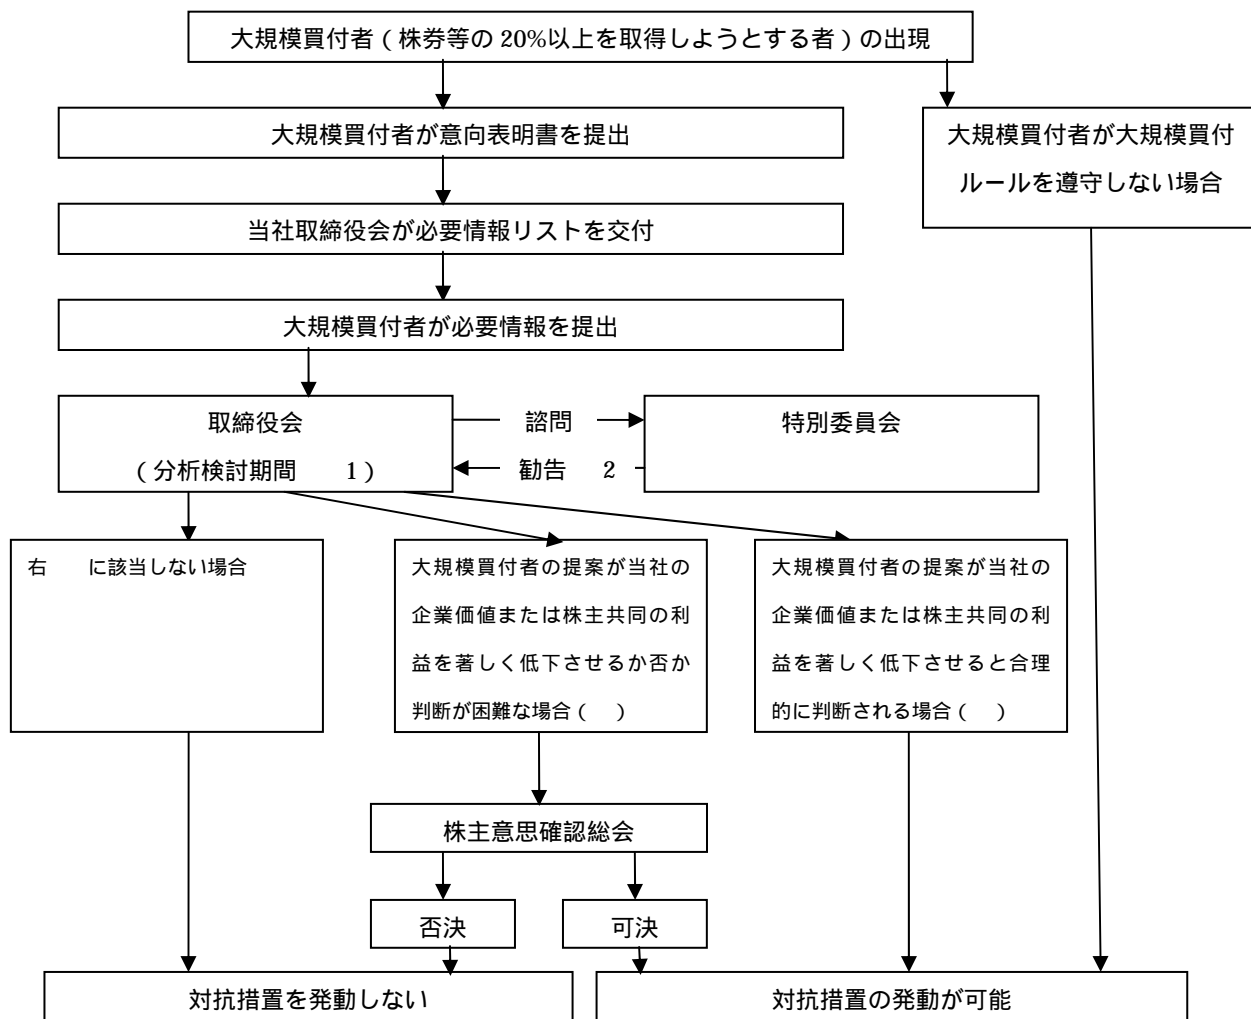 大規模買付者（株券等の 20%以上を取得しようとする者）の出現
大規模買付者が意向表明書を提出
大規模買付者が大規模買付
ルールを遵守しない場合
当社取締役会が必要情報リストを交付
大規模買付者が必要情報を提出
取締役会
（分析検討期間　　1）
諮問
勧告　2
特別委員会
右　　に該当しない場合
大規模買付者の提案が当社の
企業価値または株主共同の利
益を著しく低下させるか否か
判断が困難な場合（　）
大規模買付者の提案が当社の
企業価値または株主共同の利
益を著しく低下させると合理
的に判断される場合（　）
株主意思確認総会
否決
可決
対抗措置を発動しない
対抗措置の発動が可能